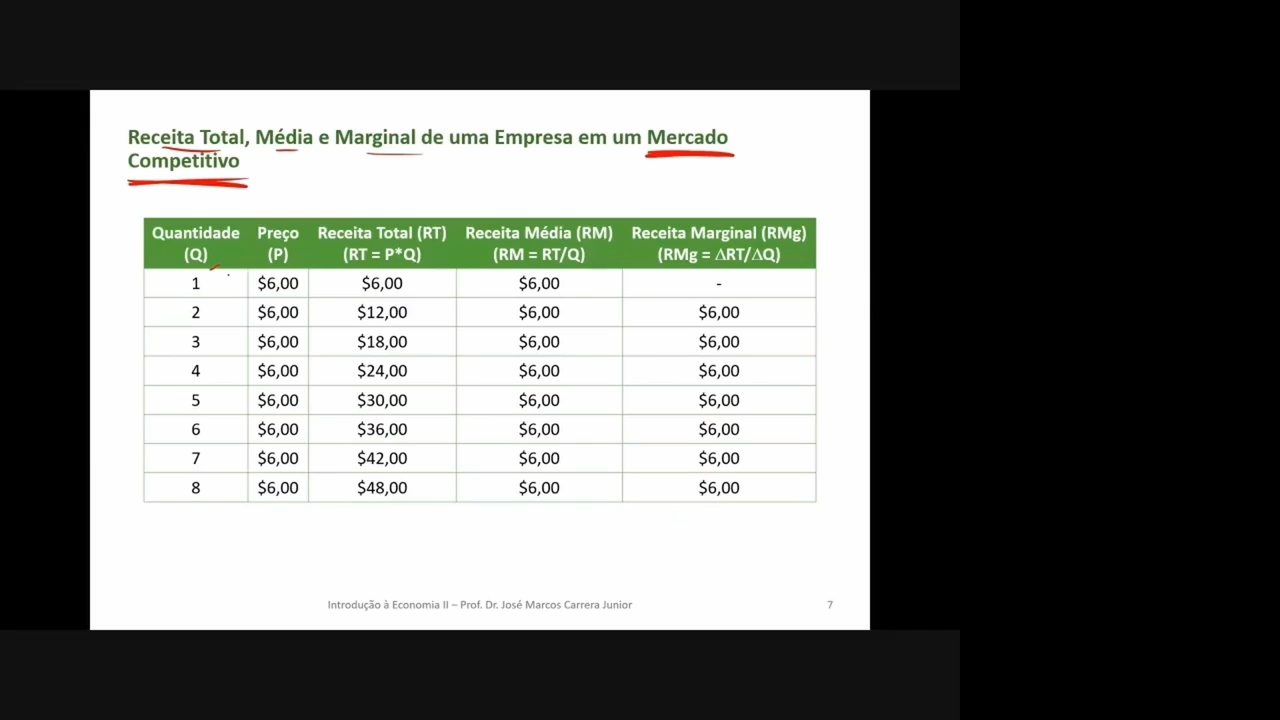 Receita Total, Média e Marginal de uma Empresa em um Mercado
Competitivo
Quantidade Preço Receita Total (RT) Receita Média (RM) Receita Marginal (RMg)
(Q) (P) (RT = P*Q) (RM = RT/Q) (RMg = ΔRT/ΔQ)
1 $6,00 $6,00 $6,00 -
2 $6,00 $12,00 $6,00 $6,00
3 $6,00 $18,00 $6,00 $6,00
4 $6,00 $24,00 $6,00 $6,00
5 $6,00 $30,00 $6,00 $6,00
6 $6,00 $36,00 $6,00 $6,00
7 $6,00 $42,00 $6,00 $6,00
8 $6,00 $48,00 $6,00 $6,00
Introdução à Economia II – Prof. Dr. José Marcos Carrera Junior 7